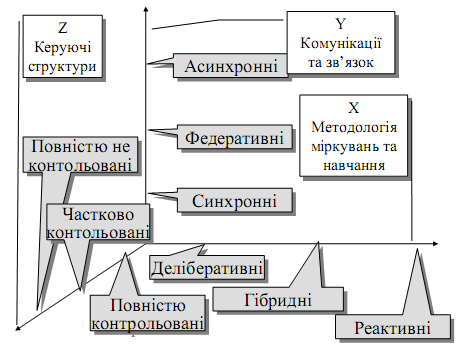 Z
Керуючі
структури
Y
Комунікації
та зв’язок
Асинхронні
X
Методологія
міркувань та
навчання
Федеративні
Повністю не
контольовані
Синхронні
Частково
контольовані
Деліберативні
Повністю
контрольовані
Гібридні
Реактивні